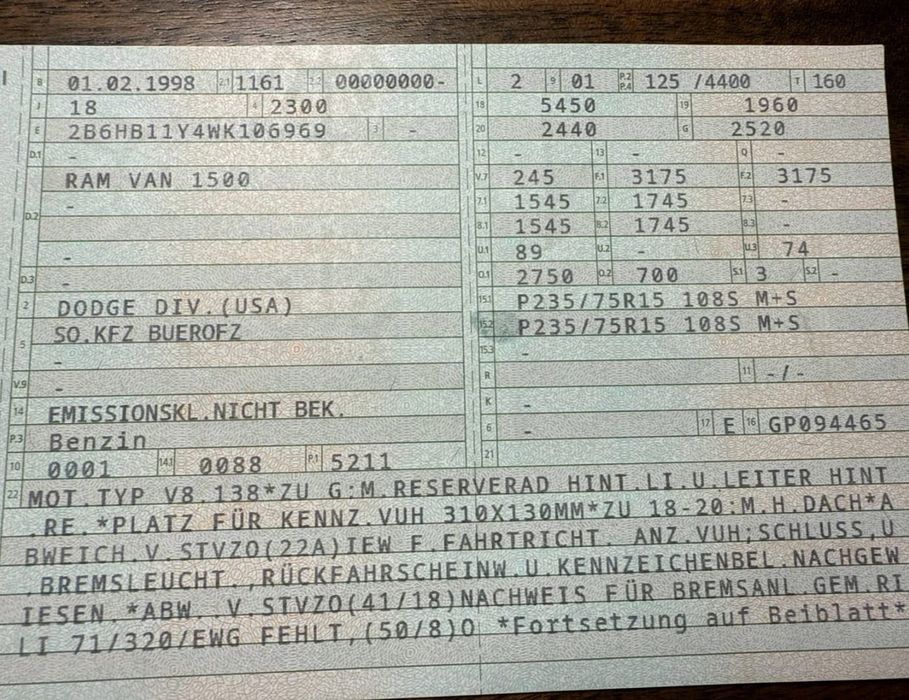 B 01.02.1998 2.1 1161 2.2 00000000-
J 18 4 2300
E 2B6HB11Y4WK106969 3 -
D.1 -
RAM VAN 1500
D.2 -
-
D.3 -
2 DODGE DIV.(USA)
5 SO.KFZ BUEROFZ
-
V.9 -
14 EMISSIONSKL.NICHT BEK.
P.3 Benzin
10 0001 14.1 0088 P.1 5211
L 2 9 01 P.2 P.4 125 /4400 T 160
18 5450 19 1960
20 2440 G 2520
12 - 13 - Q -
V.7 245 F.1 3175 F.2 3175
7.1 1545 7.2 1745 7.3 -
8.1 1545 8.2 1745 8.3 -
U.1 89 U.2 - U.3 74
O.1 2750 O.2 700 S.1 3 S.2 -
15.1 P235/75R15 108S M+S
15.2 P235/75R15 108S M+S
15.3 -
R 11 -/-
K -
6 - 17 E 16 GP094465
21
22 MOT.TYP V8.138*ZU G:M.RESERVERAD HINT.LI.U.LEITER HINT
.RE.*PLATZ FÜR KENNZ.VUH 310X130MM*ZU 18-20:M.H.DACH*A
BWEICH.V.STVZO(22A)IEW F.FAHRTRICHT. ANZ.VUH;SCHLUSS,U
.BREMSLEUCHT.,RÜCKFAHRSCHEINW.U.KENNZEICHENBEL.NACHGEW
IESEN.*ABW..V.STVZO(41/18)NACHWEIS FÜR BREMSANL.GEM.RI
LI 71/320/EWG FEHLT,(50/8)O *Fortsetzung auf Beiblatt*